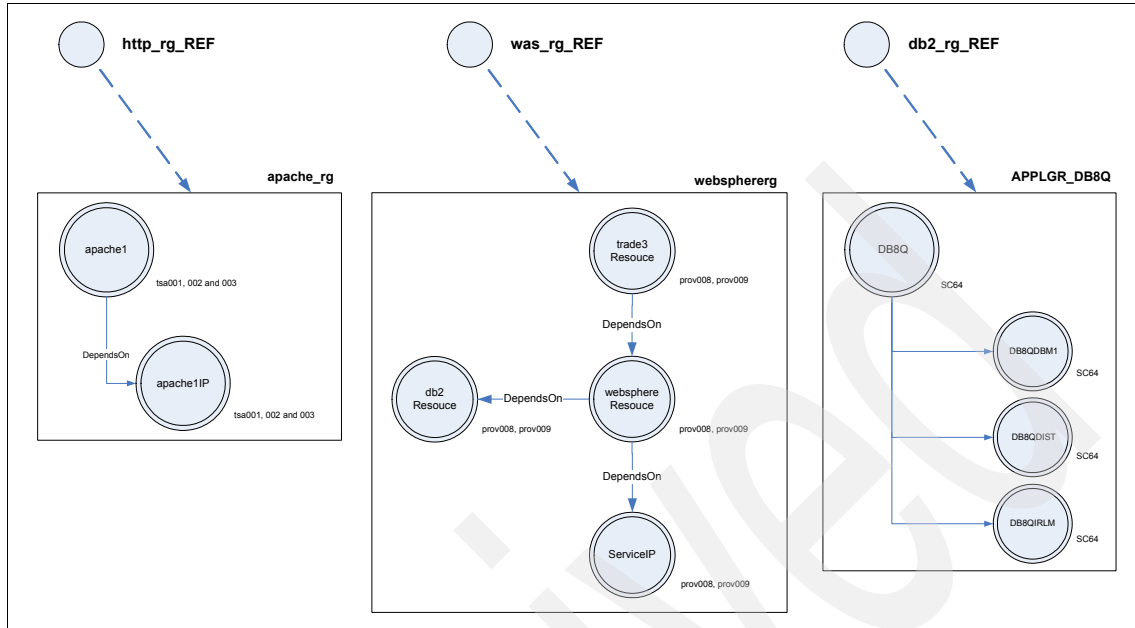 http_rg_REF
apache_rg
apache1
tsa001, 002 and 003
DependsOn
apache1IP
tsa001, 002 and 003
was_rg_REF
webspherерg
trade3
Resouce
prov008, prov009
DependsOn
db2
Resouce
prov008, prov009
DependsOn
websphere
Resouce
prov008, prov009
DependsOn
ServiceIP
prov008, prov009
db2_rg_REF
APPLGR_DB8Q
DB8Q
SC64
DB8QDBM1
SC64
DB8QDIST
SC64
DB8QIRLM
SC64